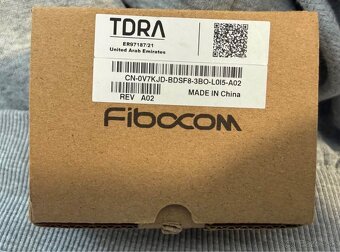 TDRA
ER97187/21
United Arab Emirates
CN-0V7KJD-BDSF8-3BO-L0I5-A02
REV A02 MADE IN China
Fibocom